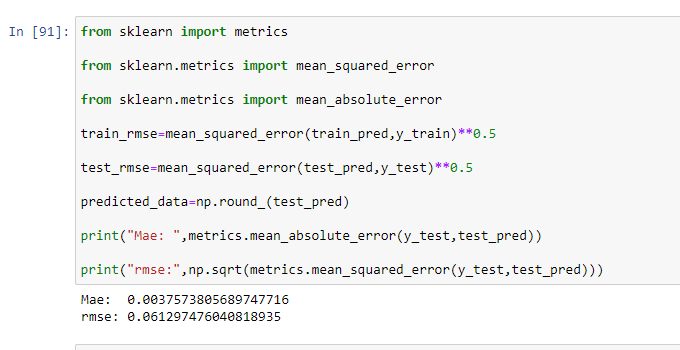 In [91]: from sklearn import metrics
from sklearn.metrics import mean_squared_error
from sklearn.metrics import mean_absolute_error
train_rmse=mean_squared_error(train_pred,y_train)**0.5
test_rmse=mean_squared_error(test_pred,y_test)**0.5
predicted_data=np.round_(test_pred)
print("Mae: ",metrics.mean_absolute_error(y_test,test_pred))
print("rmse:",np.sqrt(metrics.mean_squared_error(y_test,test_pred)))
Mae:  0.0037573805689747716
rmse: 0.061297476040818935